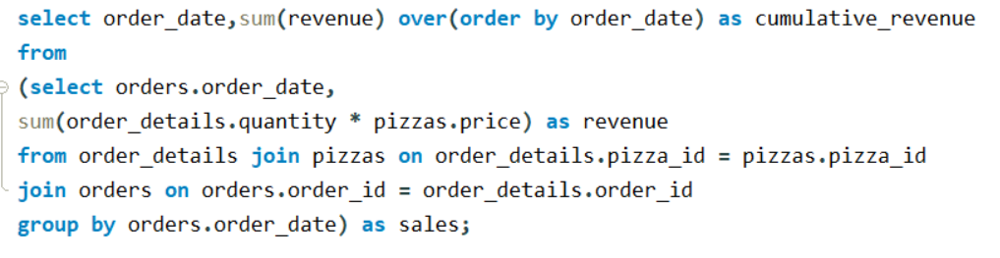 select order_date,sum(revenue) over(order by order_date) as cumulative_revenue
from
(select orders.order_date,
sum(order_details.quantity * pizzas.price) as revenue
from order_details join pizzas on order_details.pizza_id = pizzas.pizza_id
join orders on orders.order_id = order_details.order_id
group by orders.order_date) as sales;